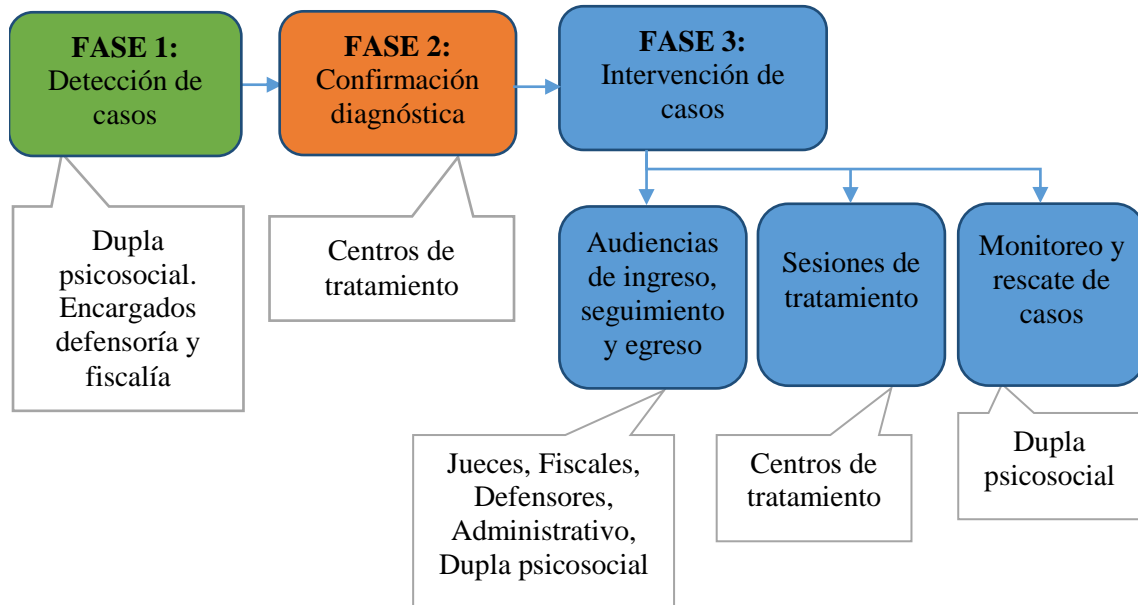 FASE 1:
Detección de
casos
FASE 2:
Confirmación
diagnóstica
FASE 3:
Intervención de
casos
Dupla
psicosocial.
Encargados
defensoría y
fiscalía
Centros de
tratamiento
Audiencias
de ingreso,
seguimiento
y egreso
Sesiones de
tratamiento
Monitoreo y
rescate de
casos
Jueces, Fiscales,
Defensores,
Administrativo,
Dupla psicosocial
Centros de
tratamiento
Dupla
psicosocial